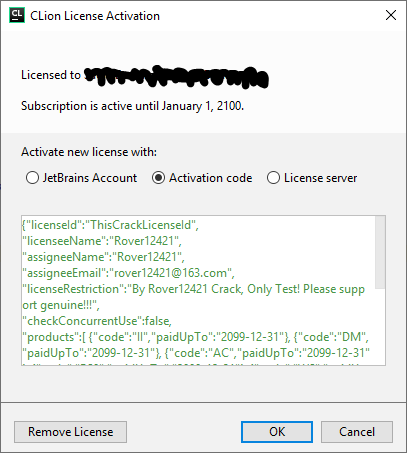 CL CLion License Activation
Licensed to
Subscription is active until January 1, 2100.
Activate new license with:
JetBrains Account Activation code License server
{"licenseId":"ThisCrackLicenseId",
"licenseeName":"Rover12421",
"assigneeName":"Rover12421",
"assigneeEmail":"rover12421@163.com",
"licenseRestriction":"By Rover12421 Crack, Only Test! Please supp
ort genuine!!!",
"checkConcurrentUse":false,
"products":[ {"code":"II","paidUpTo":"2099-12-31"}, {"code":"DM",
"paidUpTo":"2099-12-31"}, {"code":"AC","paidUpTo":"2099-12-31"
Remove License OK Cancel